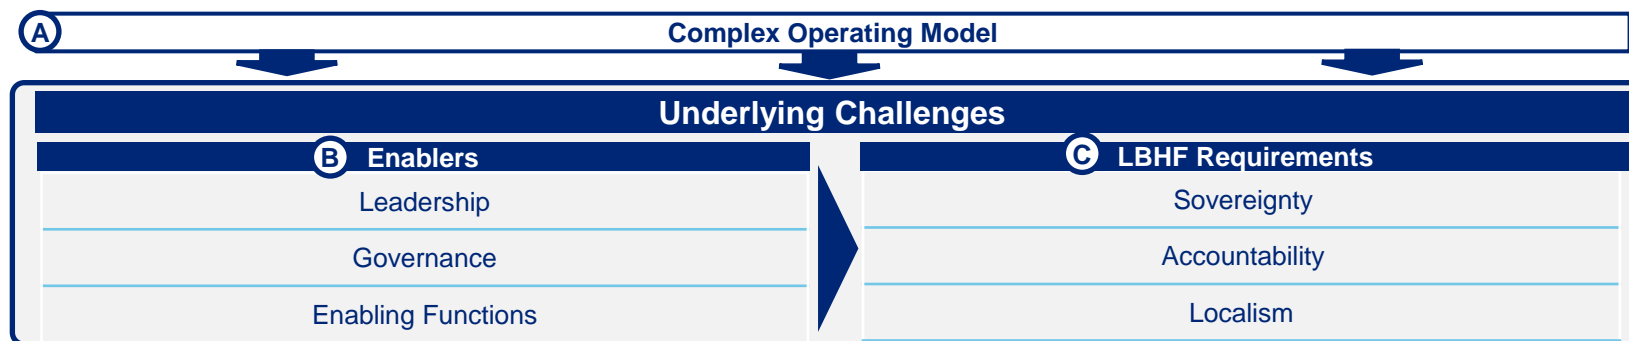 A Complex Operating Model
Underlying Challenges
B Enablers
Leadership
Governance
Enabling Functions
C LBHF Requirements
Sovereignty
Accountability
Localism